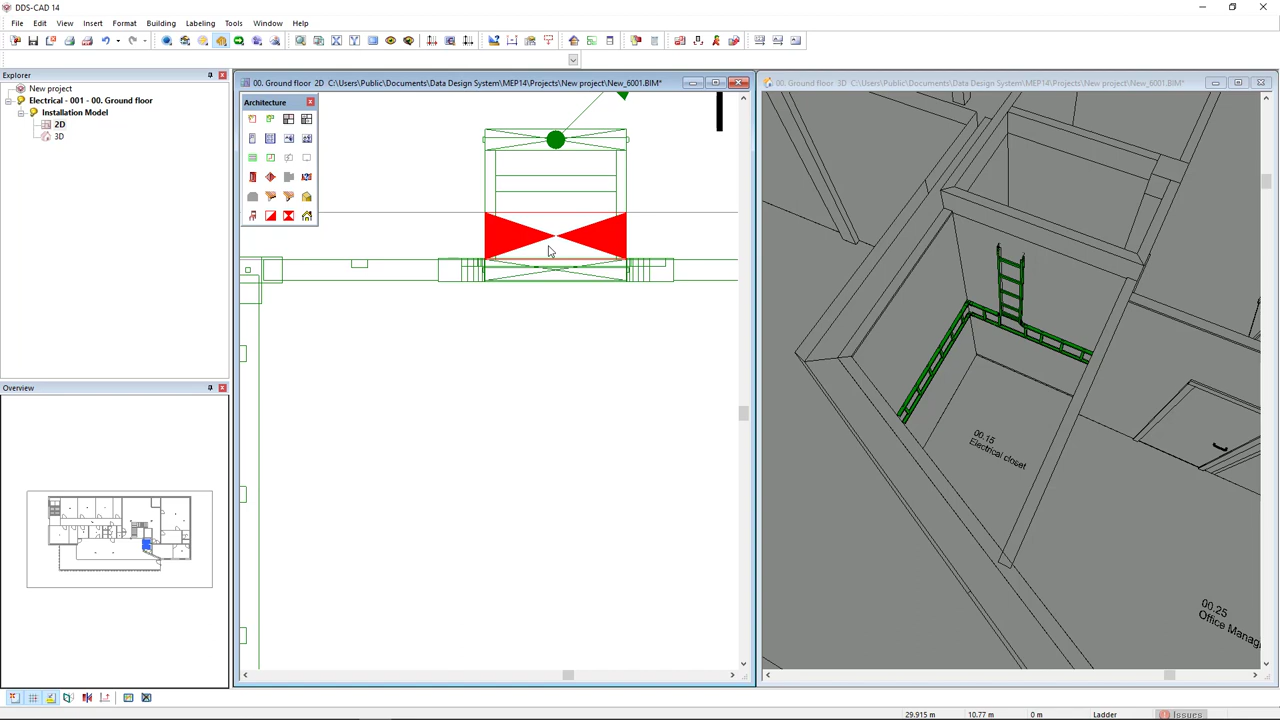 DDS-CAD 14
File Edit View Insert Format Building Labeling Tools Window Help
Explorer
New project
Electrical - 001 - 00. Ground floor
Installation Model
2D
3D
Overview
00. Ground floor 2D C:\Users\Public\Documents\Data Design System\MEP14\Projects\New project\New_6001.BIM*
Architecture
00. Ground floor 3D C:\Users\Public\Documents\Data Design System\MEP14\Projects\New project\New_6001.BIM*
00.15
Electrical closet
00.25
Office Manag
29.915 m 10.77 m 0 m Ladder Issues